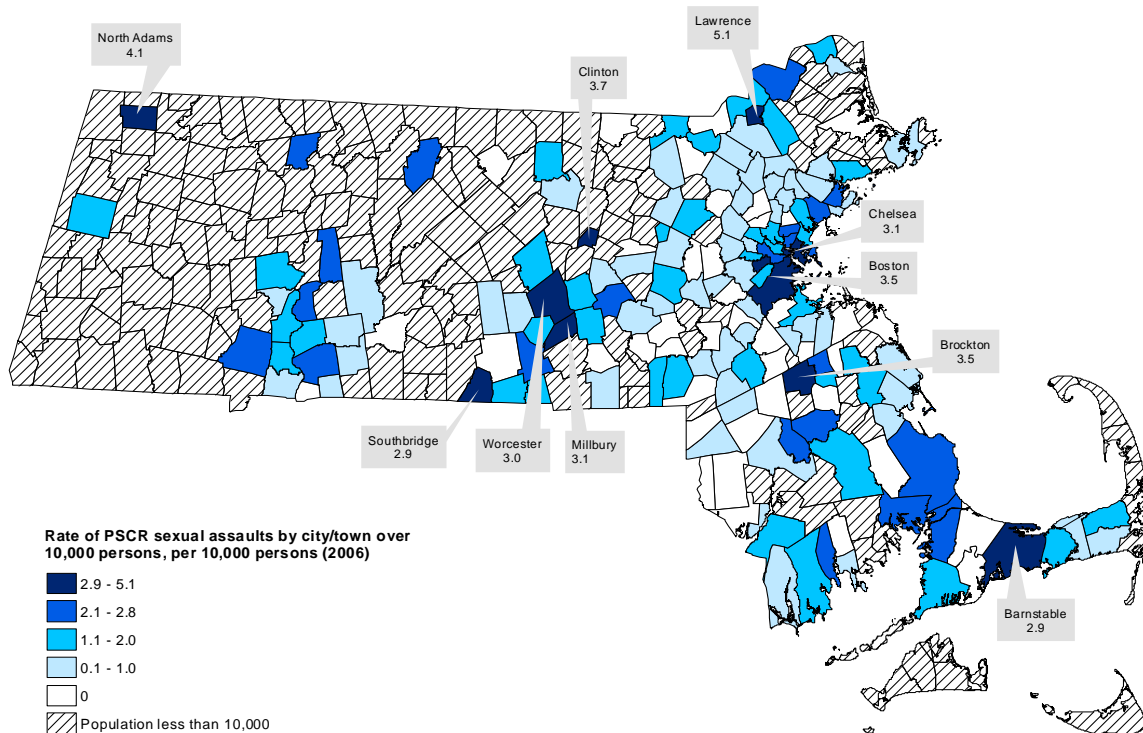 North Adams
4.1
Lawrence
5.1
Clinton
3.7
Chelsea
3.1
Boston
3.5
Brockton
3.5
Southbridge
2.9
Worcester
3.0
Millbury
3.1
Barnstable
2.9
Rate of PSCR sexual assaults by city/town over
10,000 persons, per 10,000 persons (2006)
2.9 - 5.1
2.1 - 2.8
1.1 - 2.0
0.1 - 1.0
0
Population less than 10,000